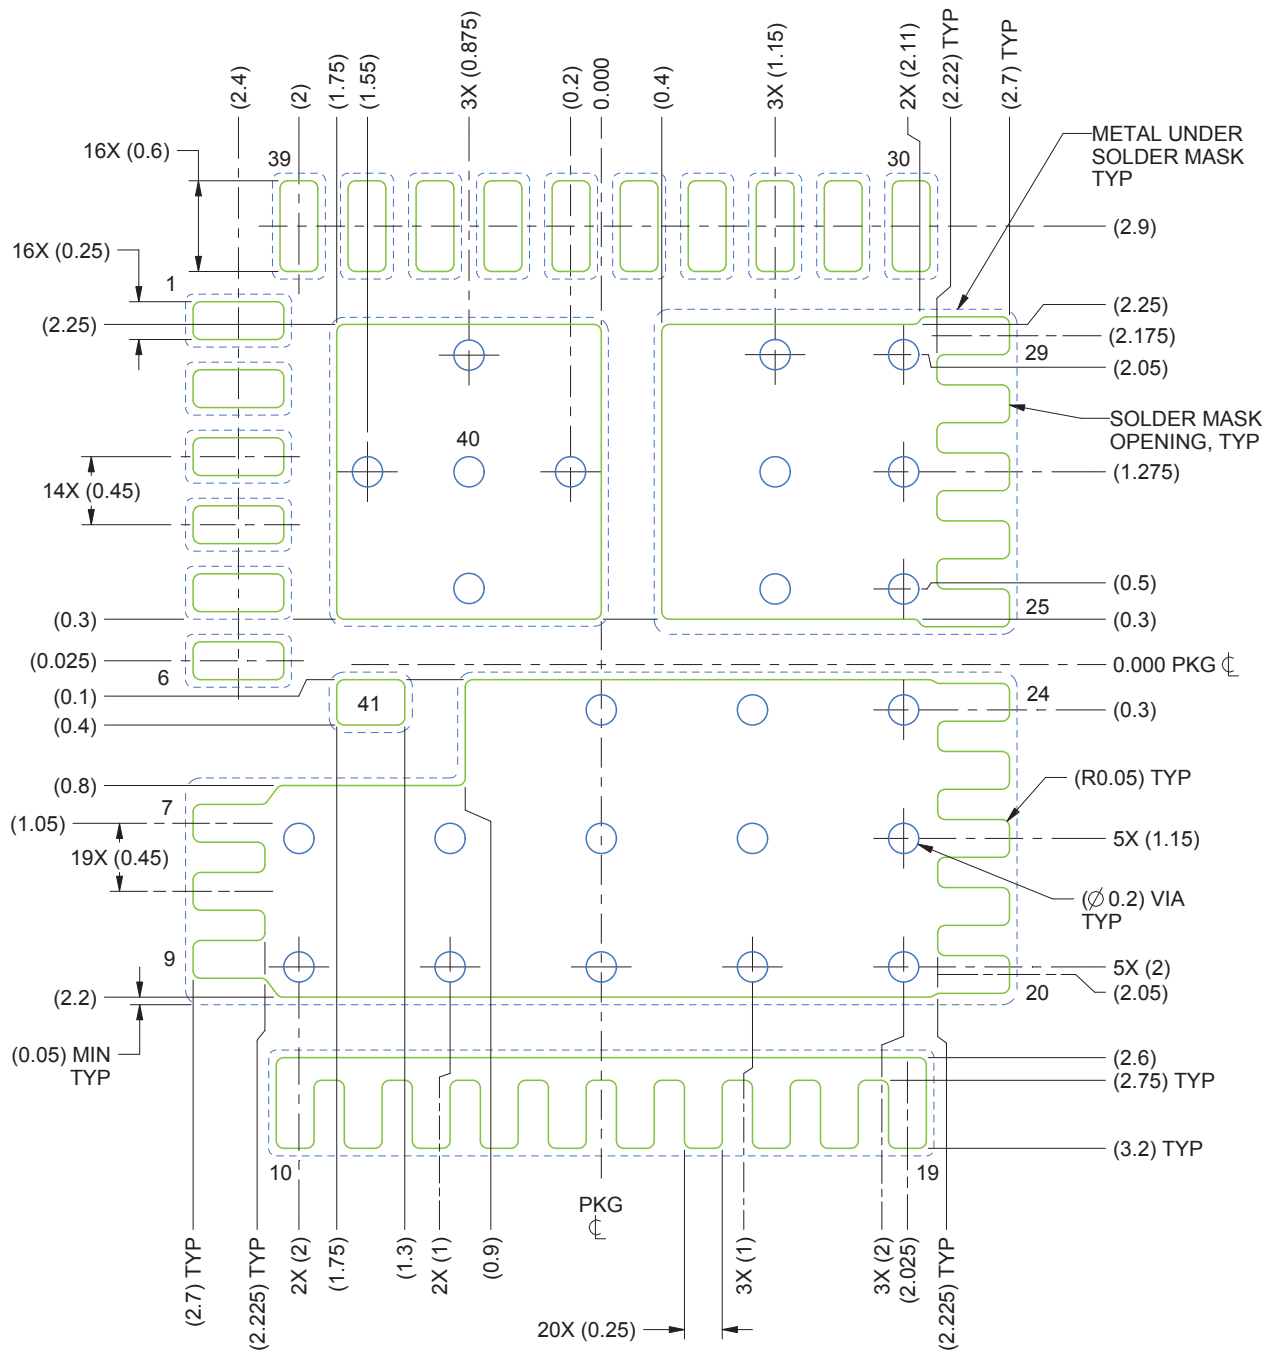 (2.4)
(2)
(1.75)
(1.55)
3X (0.875)
(0.2)
0.000
(0.4)
3X (1.15)
2X (2.11)
(2.22) TYP
(2.7) TYP
METAL UNDER
SOLDER MASK
TYP
16X (0.6)
39
30
(2.9)
16X (0.25)
1
(2.25)
(2.25)
(2.175)
29
(2.05)
SOLDER MASK
OPENING, TYP
40
(1.275)
14X (0.45)
(0.5)
25
(0.3)
(0.3)
(0.025)
0.000 PKG
6
(0.1)
41
24
(0.3)
(0.4)
(0.8)
(R0.05) TYP
7
(1.05)
5X (1.15)
19X (0.45)
(Ø 0.2) VIA
TYP
9
5X (2)
(2.2)
20
(2.05)
(0.05) MIN
TYP
(2.6)
(2.75) TYP
(3.2) TYP
10
19
PKG
(2.7) TYP
(2.225) TYP
2X (2)
(1.75)
(1.3)
2X (1)
(0.9)
3X (1)
3X (2)
(2.025)
(2.225) TYP
20X (0.25)